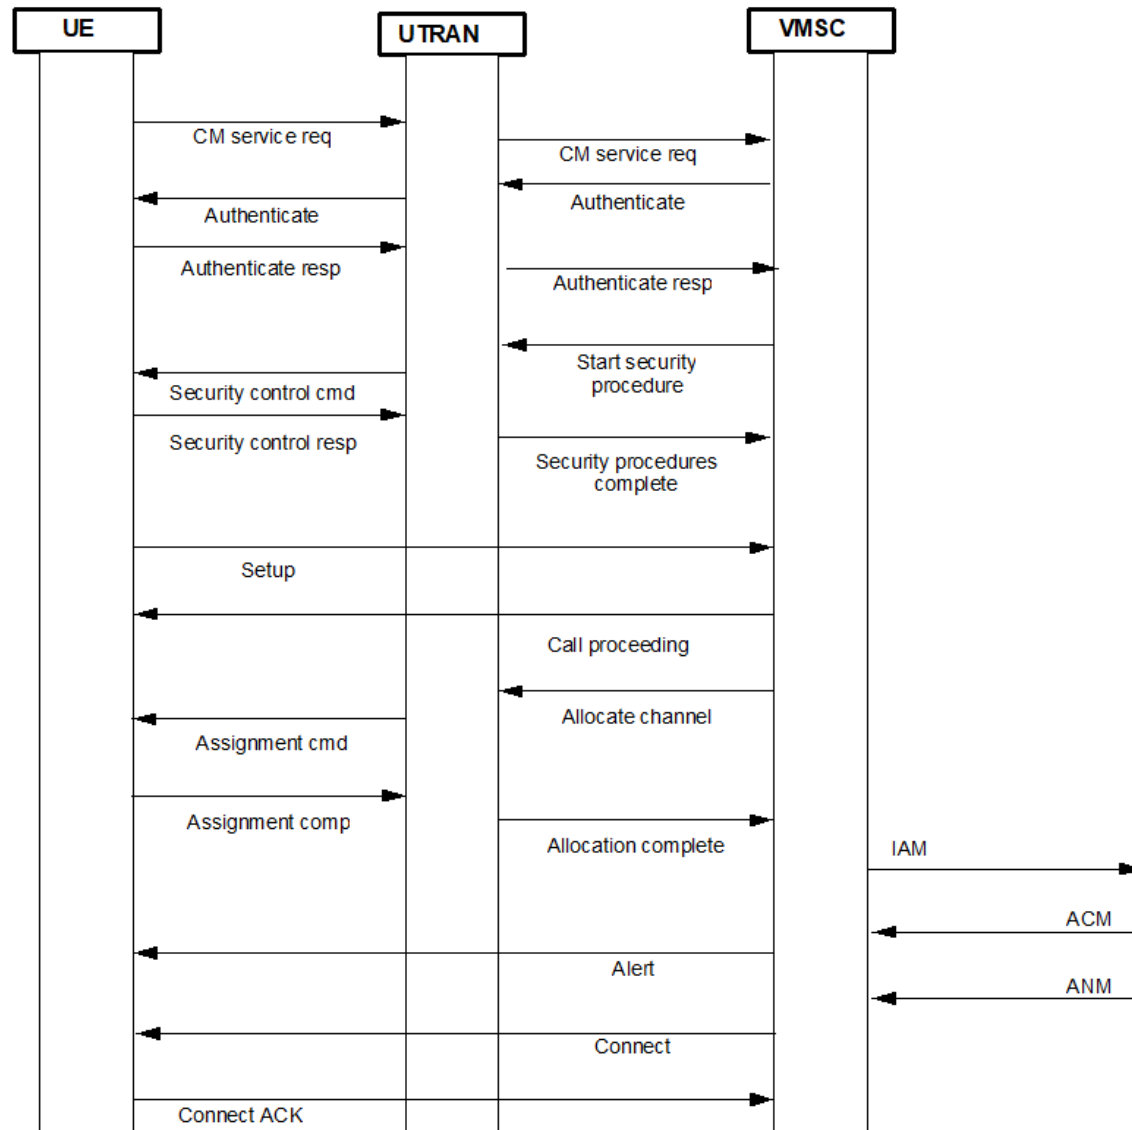 UE
UTRAN
VMSC
CM service req
CM service req
Authenticate
Authenticate
Authenticate resp
Authenticate resp
Start security
procedure
Security control cmd
Security control resp
Security procedures
complete
Setup
Call proceeding
Allocate channel
Assignment cmd
Assignment comp
Allocation complete
IAM
ACM
Alert
ANM
Connect
Connect ACK